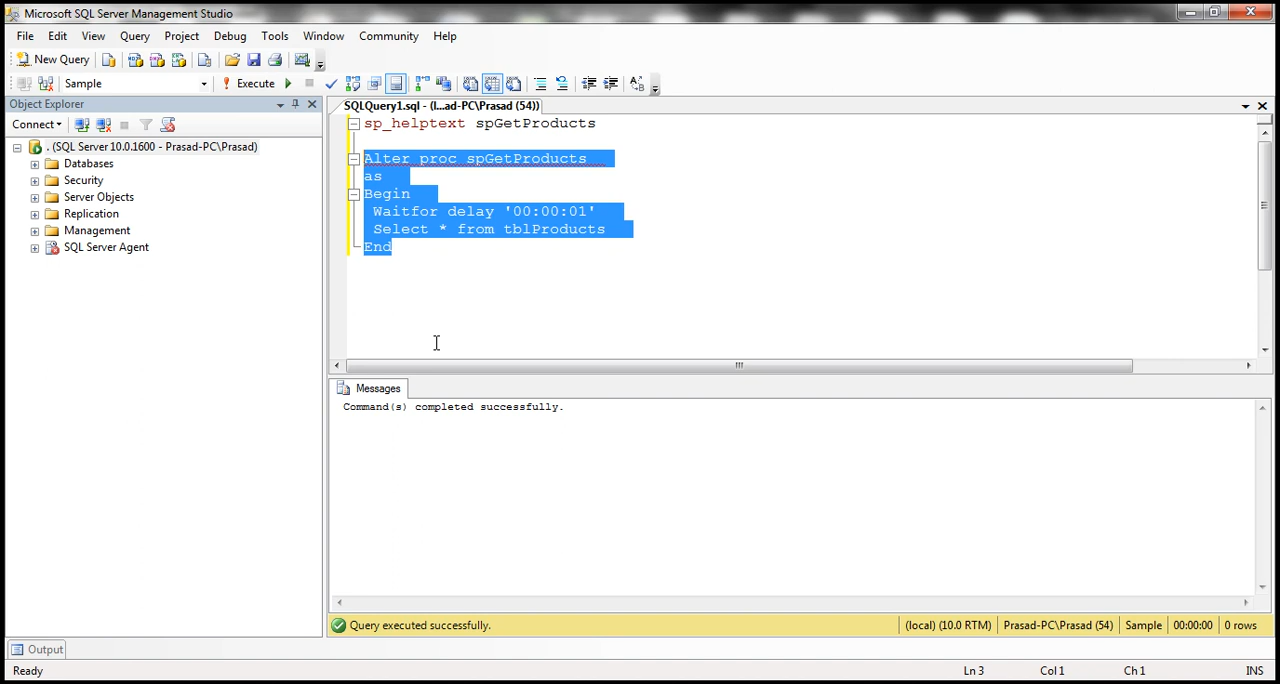 Microsoft SQL Server Management Studio
File Edit View Query Project Debug Tools Window Community Help
New Query
Sample Execute
Object Explorer
SQLQuery1.sql - (l...ad-PC\Prasad (54))
Connect
sp_helptext spGetProducts
. (SQL Server 10.0.1600 - Prasad-PC\Prasad)
Databases
Security
Server Objects
Replication
Management
SQL Server Agent
Alter proc spGetProducts
as
Begin
Waitfor delay '00:00:01'
Select * from tblProducts
End
Messages
Command(s) completed successfully.
Query executed successfully. (local) (10.0 RTM) Prasad-PC\Prasad (54) Sample 00:00:00 0 rows
Output
Ready Ln 3 Col 1 Ch 1 INS